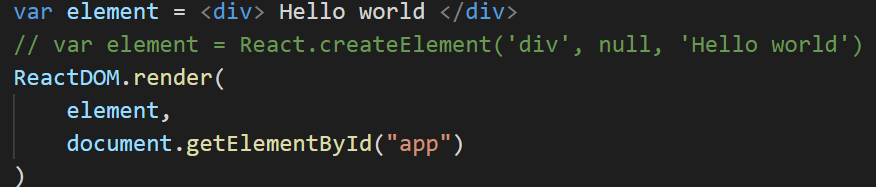 var element = <div> Hello world </div>
// var element = React.createElement('div', null, 'Hello world')
ReactDOM.render(
    element,
    document.getElementById("app")
)